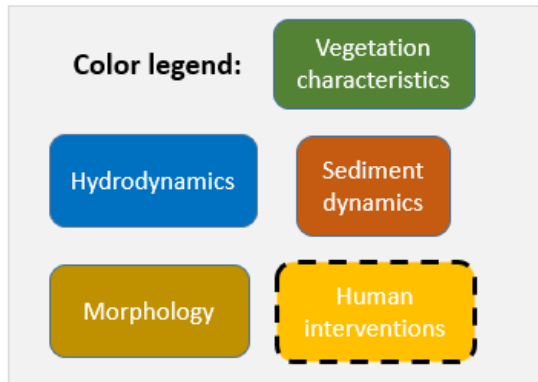 Color legend:
Vegetation
characteristics
Hydrodynamics
Sediment
dynamics
Morphology
Human
interventions